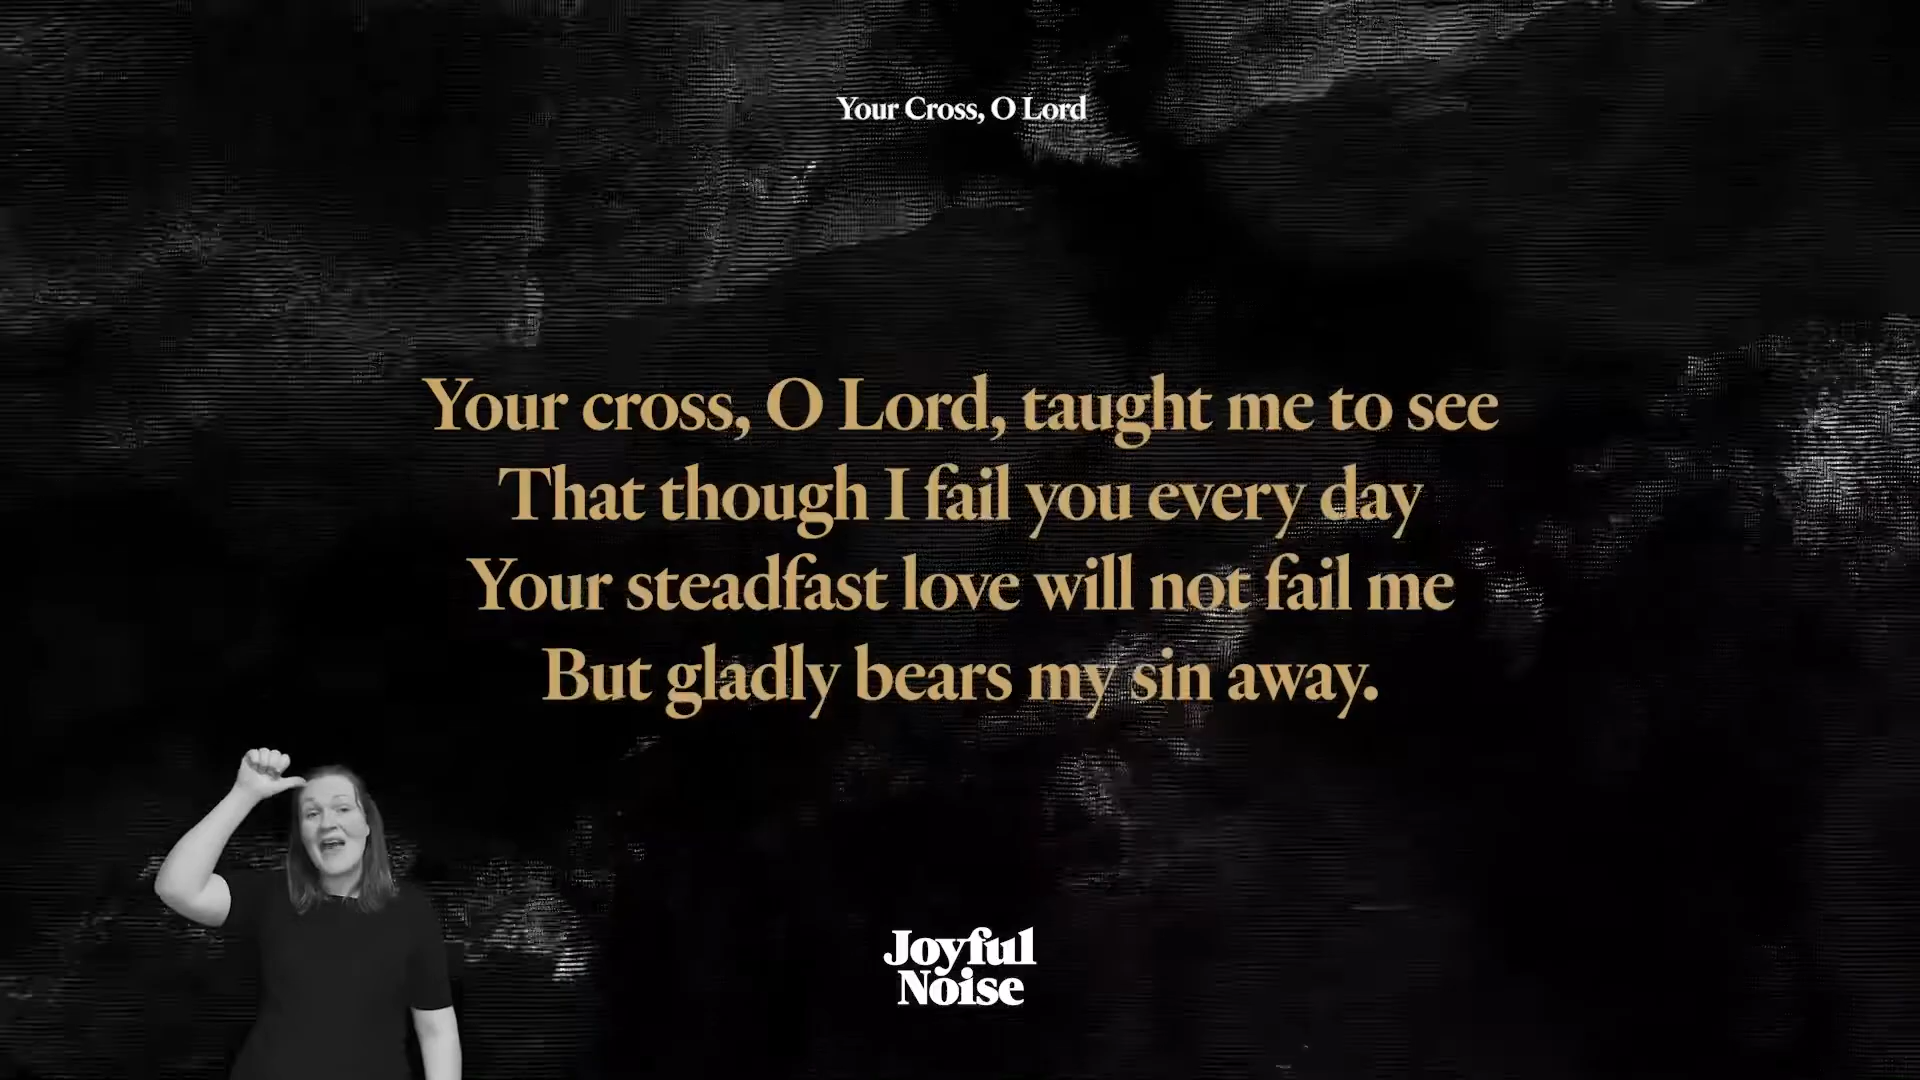 Your Cross, O Lord
Your cross, O Lord, taught me to see
That though I fail you every day
Your steadfast love will not fail me
But gladly bears my sin away.
Joyful
Noise